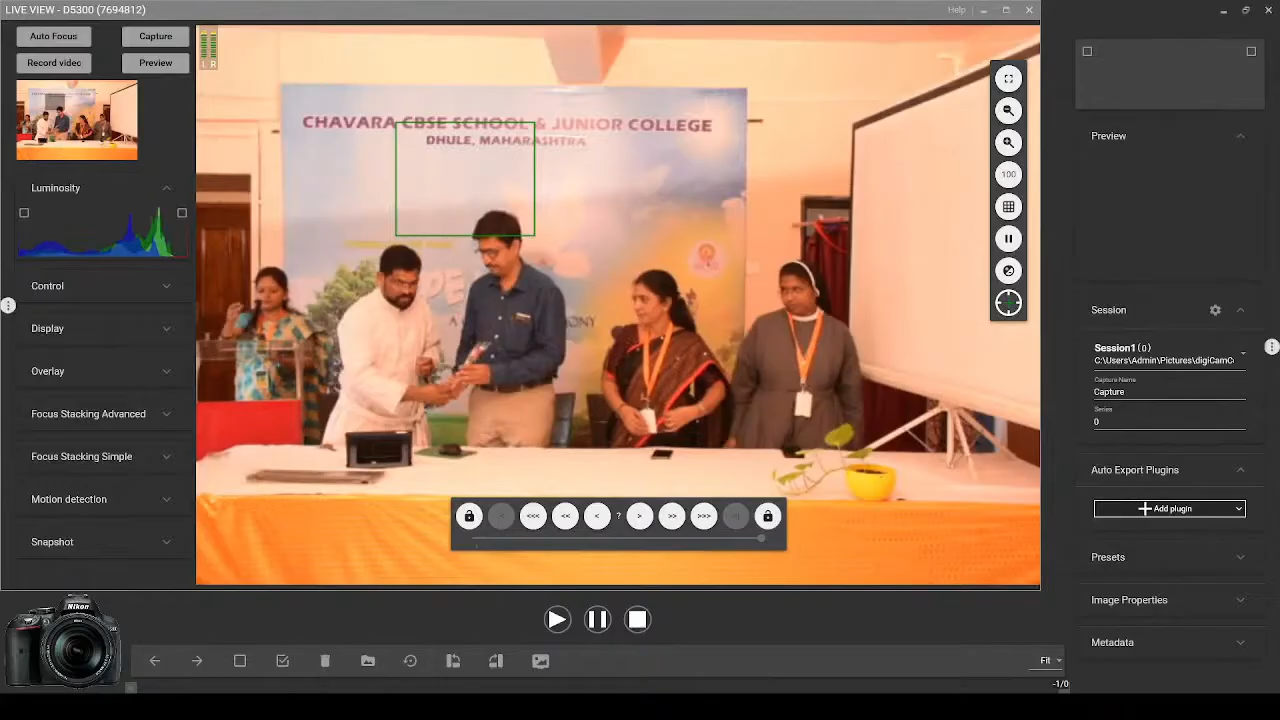 LIVE VIEW - D5300 (7694812)
Help
Auto Focus
Capture
Record video
Preview
L R
Luminosity
Control
Display
Overlay
Focus Stacking Advanced
Focus Stacking Simple
Motion detection
Snapshot
CHAVARA CBSE SCHOOL & JUNIOR COLLEGE
DHULE, MAHARASHTRA
100
<<<
<<
<
?
>
>>
>>>
Nikon
Fit
-1/0
Preview
Session
Session1 (0)
C:\Users\Admin\Pictures\digiCamC
Capture Name
Capture
Series
0
Auto Export Plugins
Add plugin
Presets
Image Properties
Metadata